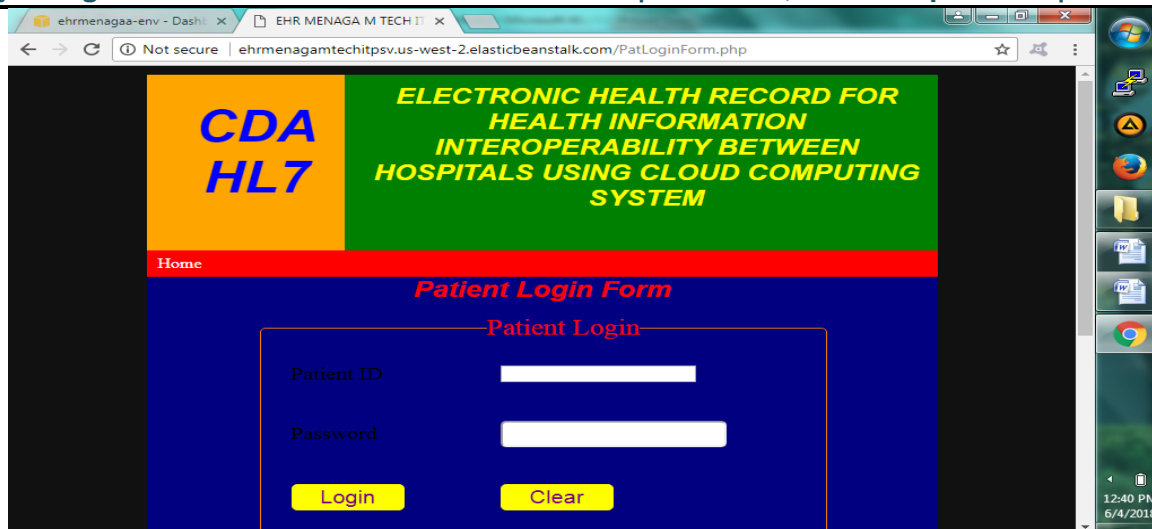 ehrmenagaa-env - Dashb
EHR MENAGA M TECH IT
Not secure | ehrmenagamtechitpsv.us-west-2.elasticbeanstalk.com/PatLoginForm.php
CDA
HL7
ELECTRONIC HEALTH RECORD FOR
HEALTH INFORMATION
INTEROPERABILITY BETWEEN
HOSPITALS USING CLOUD COMPUTING
SYSTEM
Home
Patient Login Form
Patient Login
Patient ID
Password
Login
Clear
12:40 PM
6/4/2018